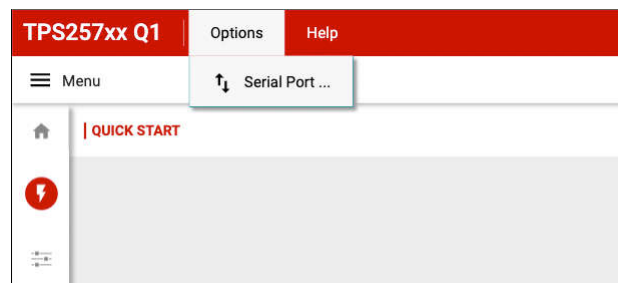 TPS257xx Q1
Options
Help
Menu
Serial Port ...
QUICK START